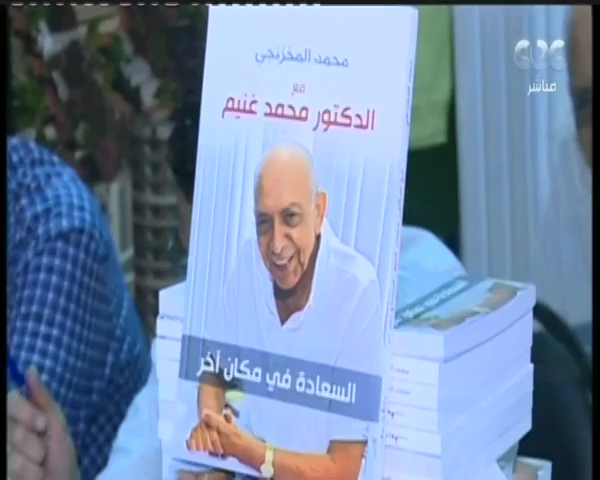 محمد المخزنجي
مع
الدكتور محمد غنيم
السعادة في مكان آخر
cbc
مباشر